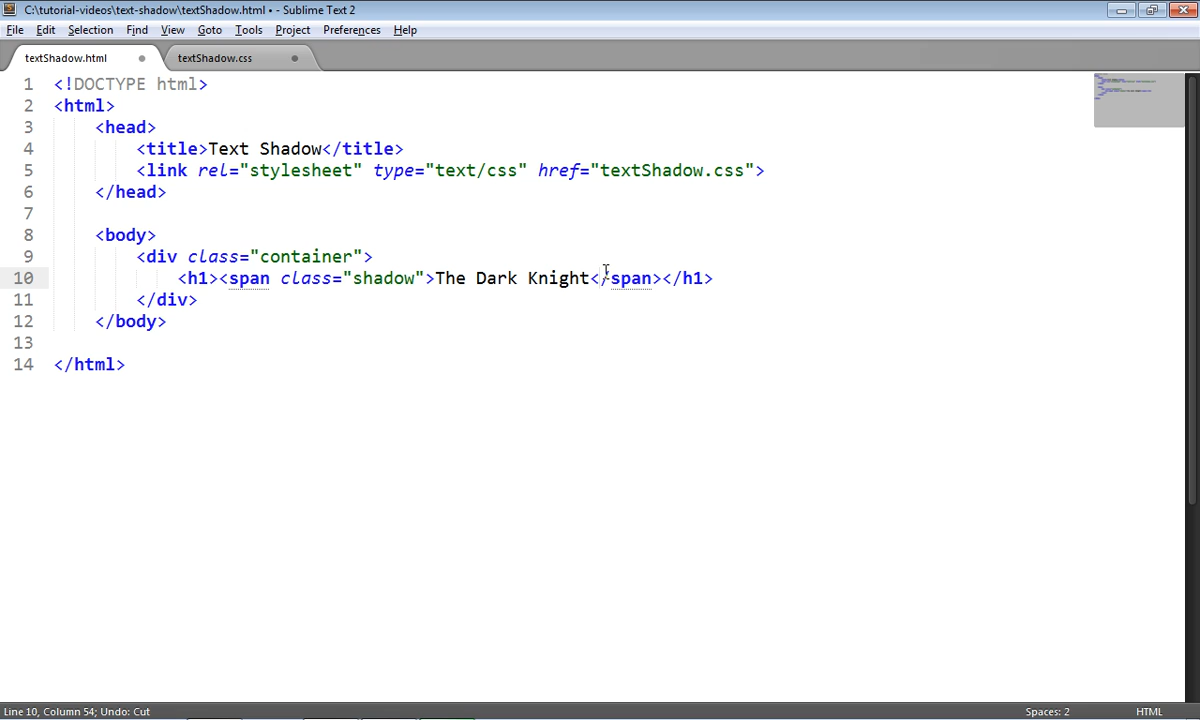 C:\tutorial-videos\text-shadow\textShadow.html • - Sublime Text 2
File Edit Selection Find View Goto Tools Project Preferences Help
textShadow.html textShadow.css
1 <!DOCTYPE html>
2 <html>
3 <head>
4 <title>Text Shadow</title>
5 <link rel="stylesheet" type="text/css" href="textShadow.css">
6 </head>
7
8 <body>
9 <div class="container">
10 <h1><span class="shadow">The Dark Knight</span></h1>
11 </div>
12 </body>
13
14 </html>
Line 10, Column 54; Undo: Cut Spaces: 2 HTML